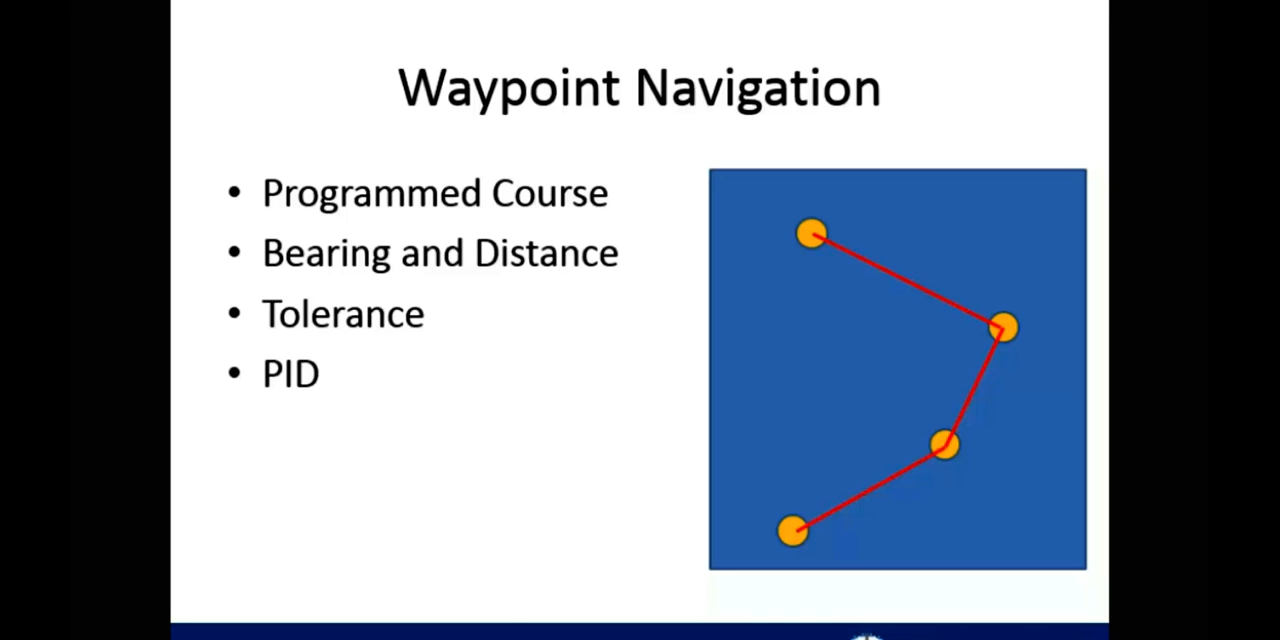 Waypoint Navigation
• Programmed Course
• Bearing and Distance
• Tolerance
• PID